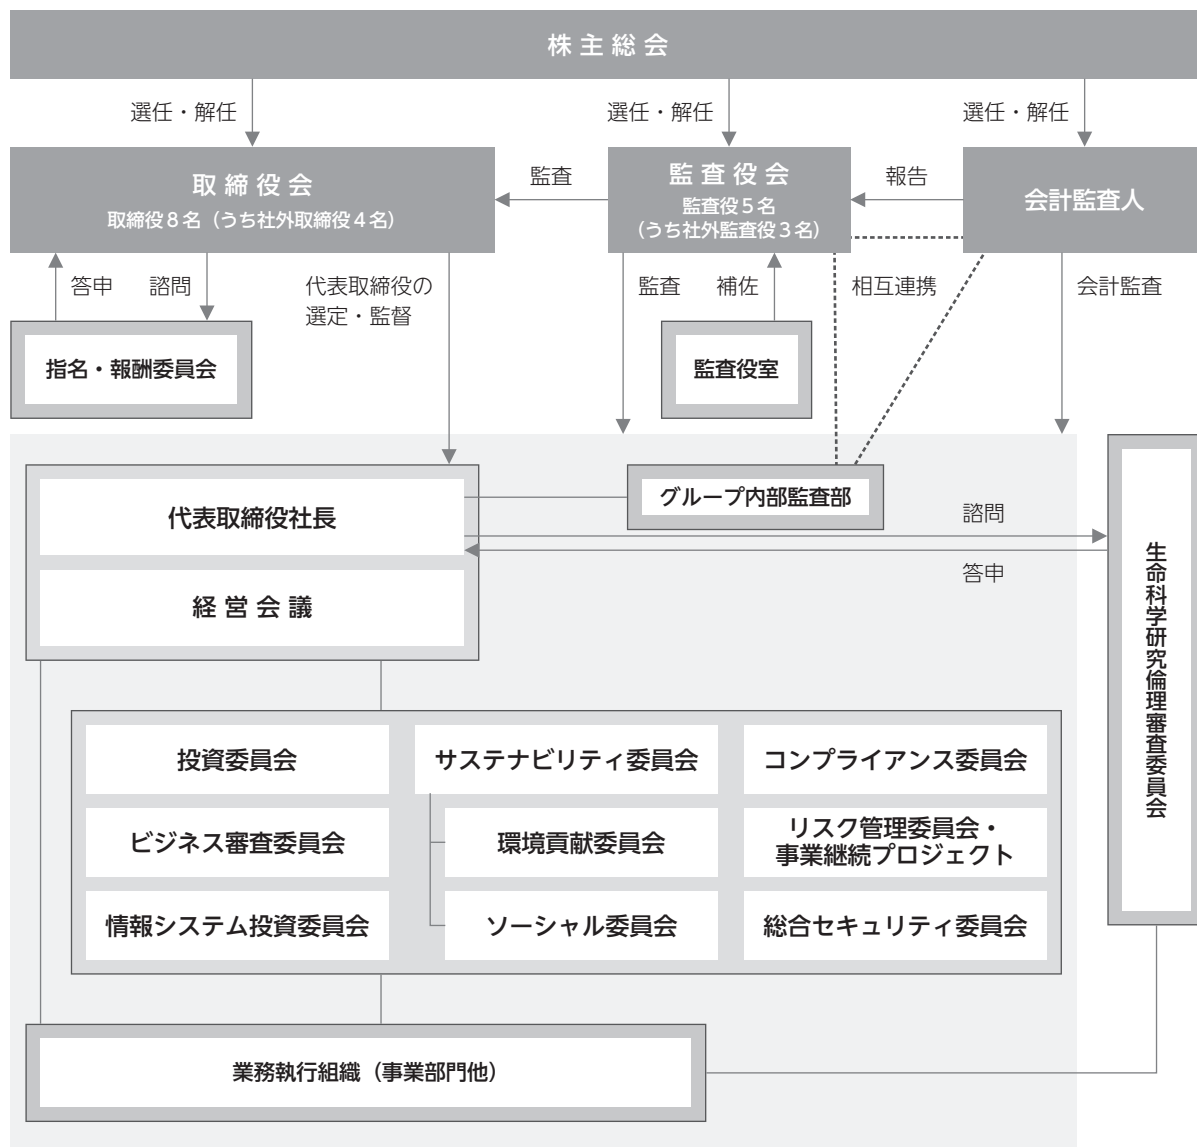 株主総会
選任・解任
選任・解任
選任・解任
取締役会
取締役8名（うち社外取締役4名）
監査
監査役会
監査役5名
（うち社外監査役3名）
報告
会計監査人
答申
諮問
代表取締役の
選定・監督
監査
補佐
相互連携
会計監査
指名・報酬委員会
監査役室
代表取締役社長
グループ内部監査部
諮問
答申
経営会議
生命科学研究倫理審査委員会
投資委員会
サステナビリティ委員会
コンプライアンス委員会
ビジネス審査委員会
環境貢献委員会
リスク管理委員会・
事業継続プロジェクト
情報システム投資委員会
ソーシャル委員会
総合セキュリティ委員会
業務執行組織（事業部門他）